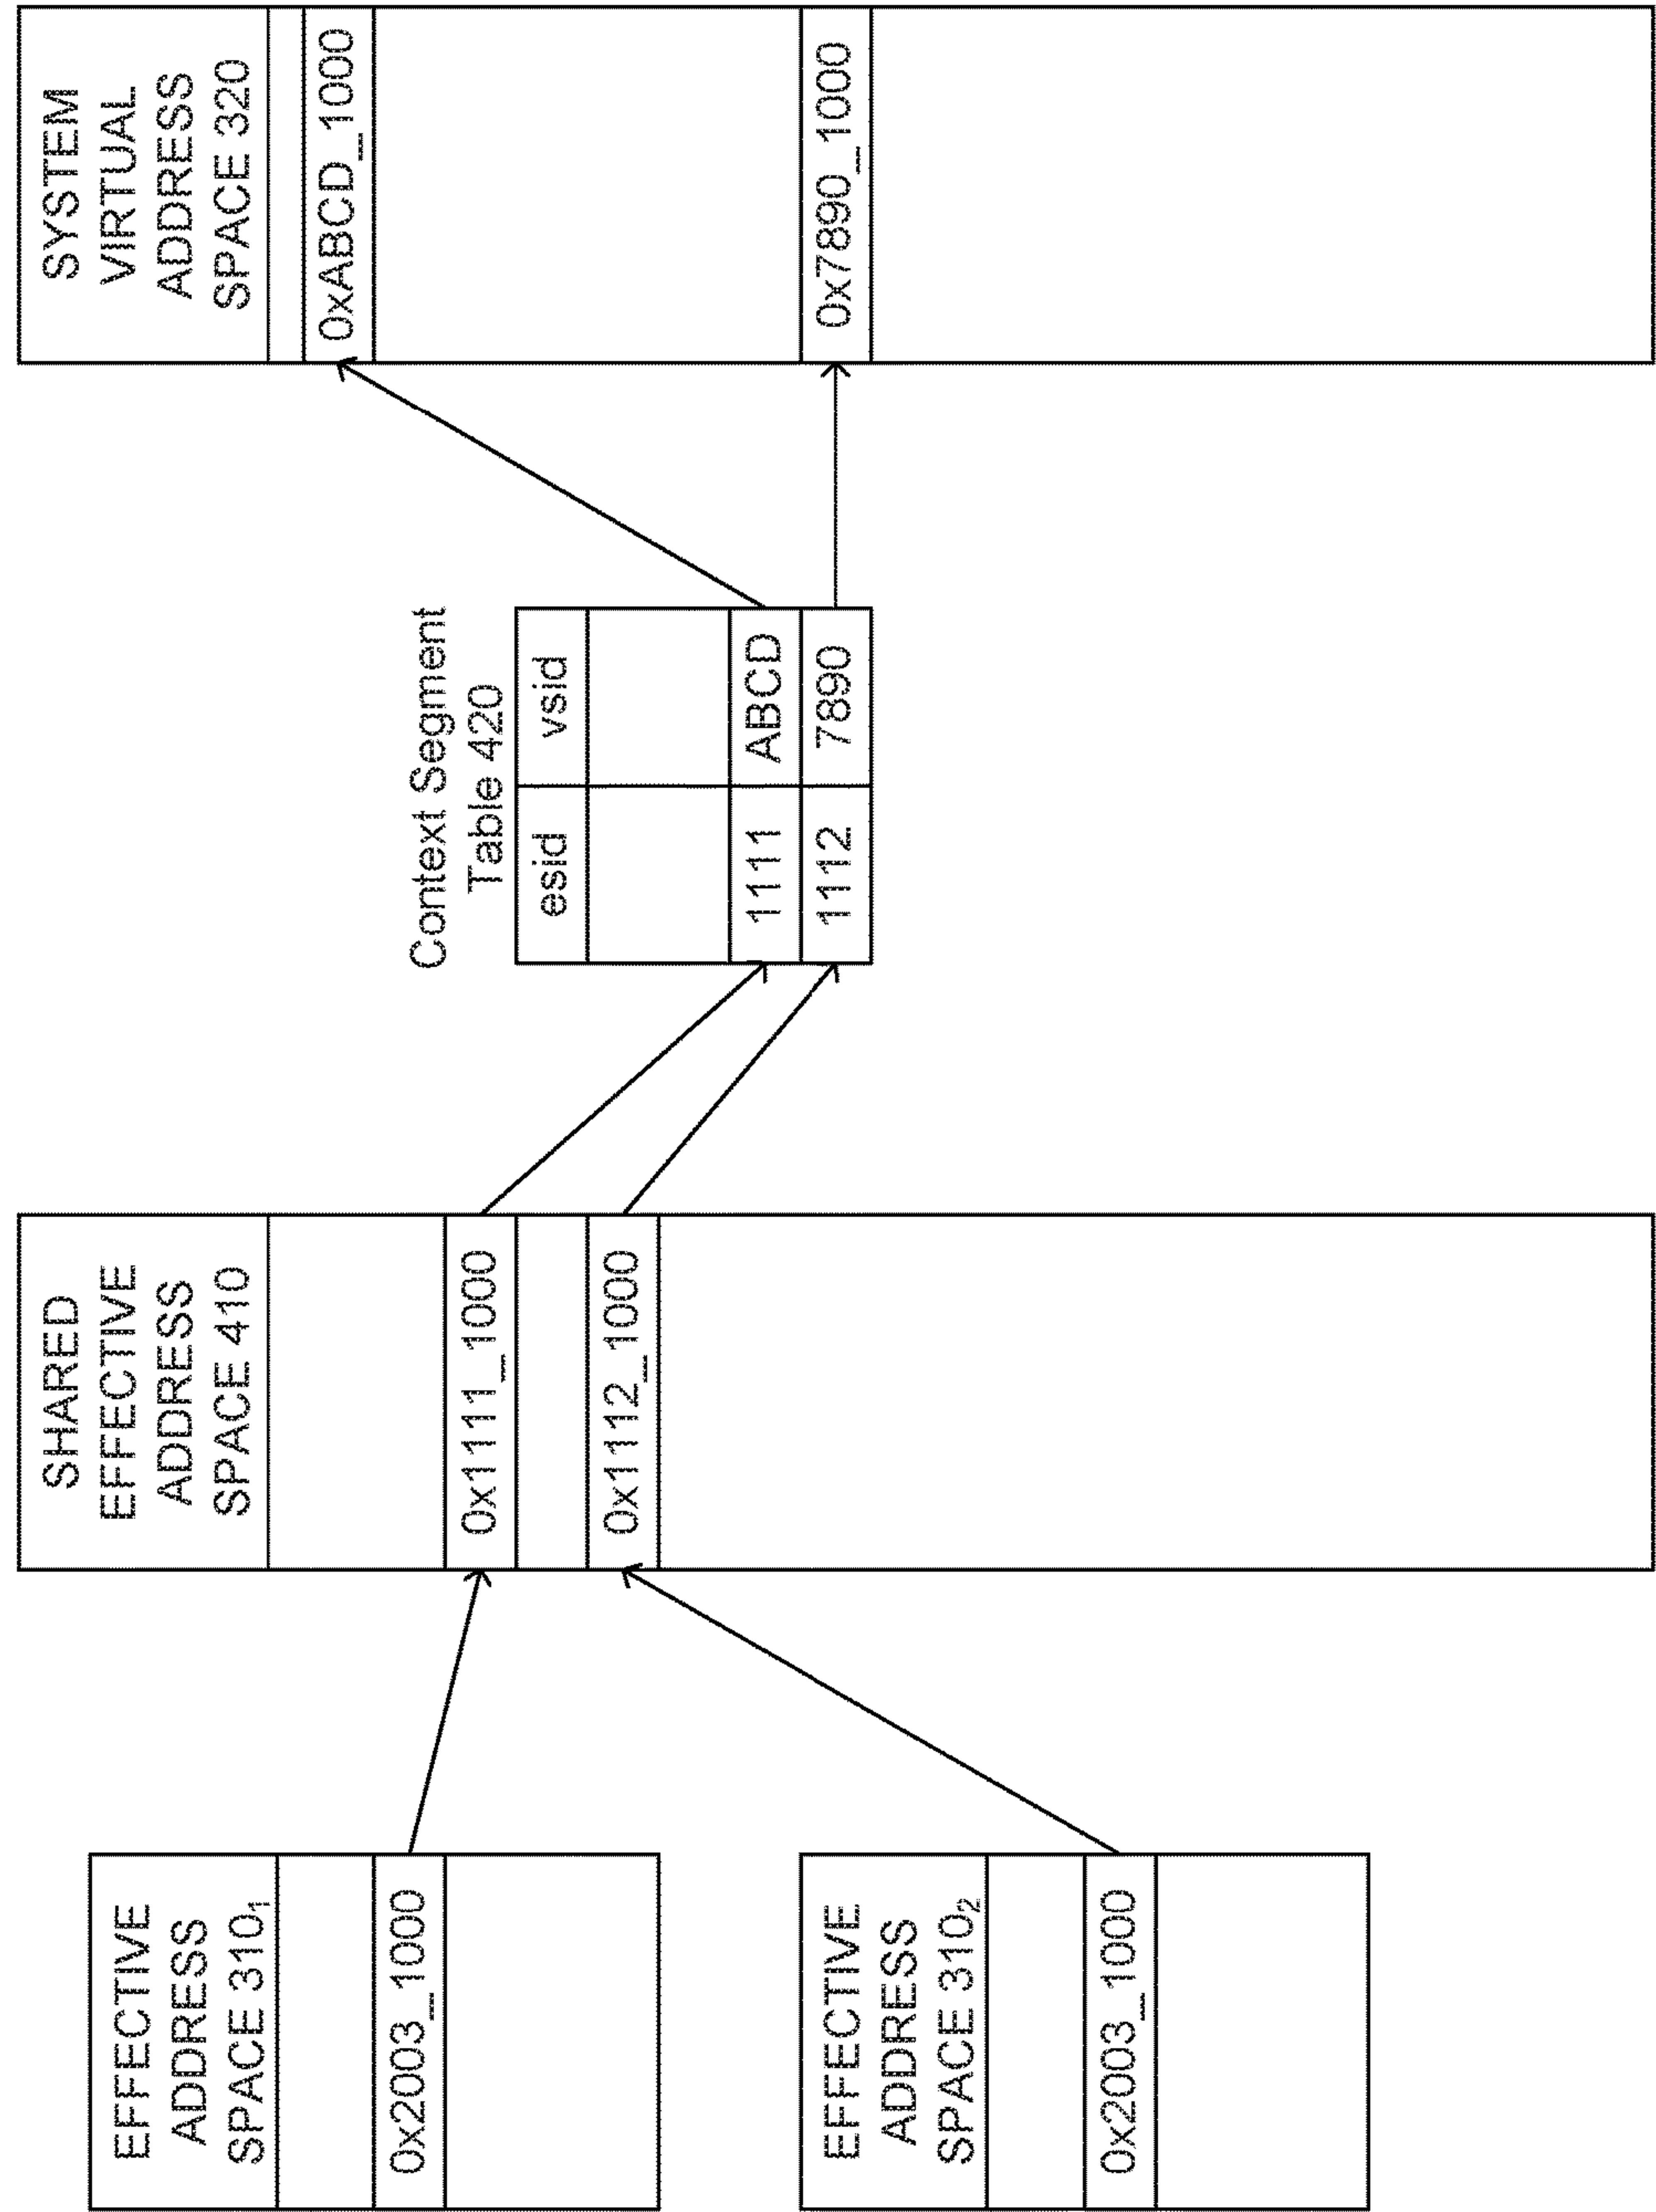 EFFECTIVE
ADDRESS
SPACE 310₁
0x2003_1000
EFFECTIVE
ADDRESS
SPACE 310₂
0x2003_1000
SHARED
EFFECTIVE
ADDRESS
SPACE 410
0x1111_1000
0x1112_1000
Context Segment
Table 420
esid vsid
1111 ABCD
1112 7890
SYSTEM
VIRTUAL
ADDRESS
SPACE 320
0xABCD_1000
0x7890_1000